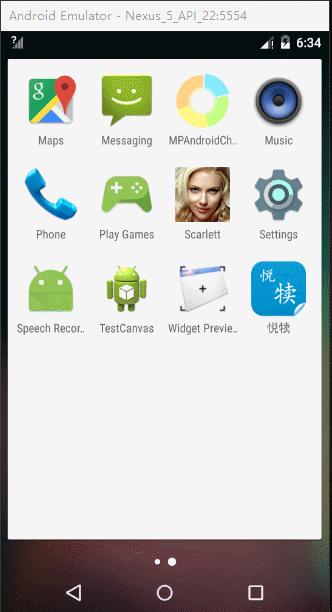 Android Emulator - Nexus_5_API_22:5554
6:34
Maps
Messaging
MPAndroidCh..
Music
Phone
Play Games
Scarlett
Settings
悦
犊
Speech Recor..
TestCanvas
Widget Previe..
悦犊